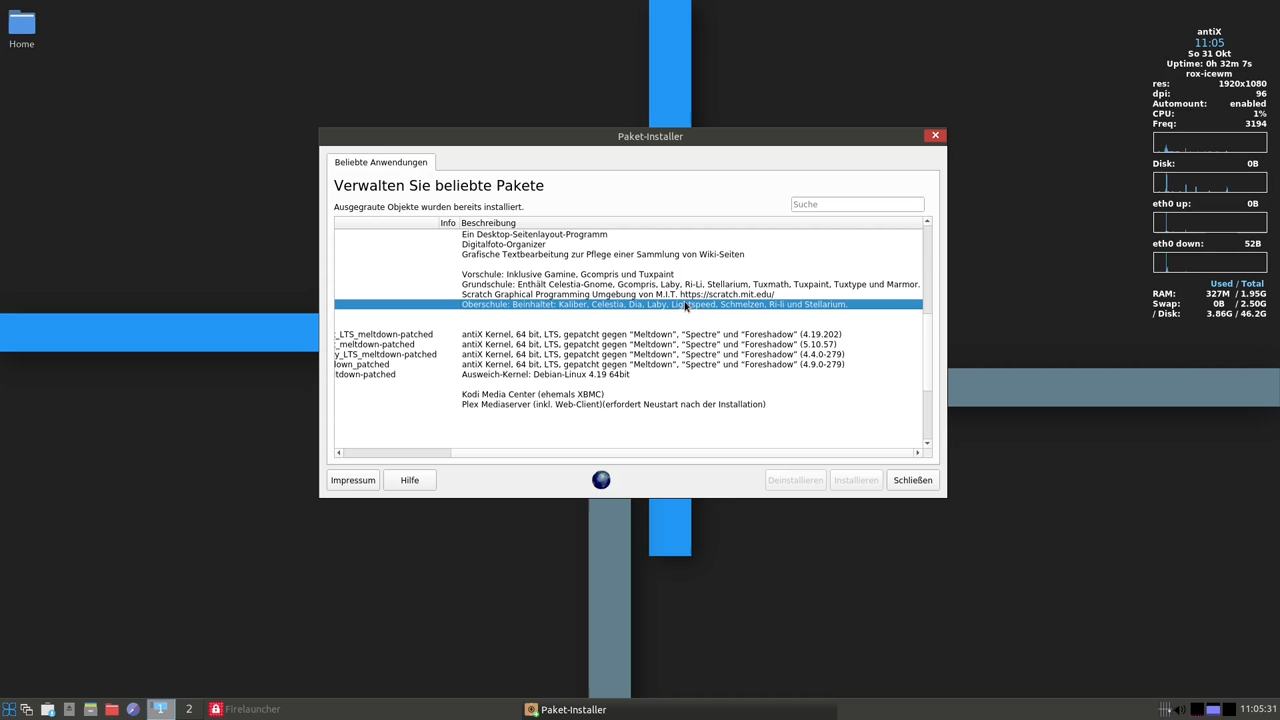 Home
antiX
11:05
So 31 Okt
Uptime: 0h 32m 7s
rox-icewm
res: 1920x1080
dpi: 96
Automount: enabled
CPU: 1%
Freq: 3194
Disk: 0B
eth0 up: 0B
eth0 down: 52B
Used / Total
RAM: 327M / 1.95G
Swap: 0B / 2.50G
/ Disk: 3.86G / 46.2G
Paket-Installer
Beliebte Anwendungen
Verwalten Sie beliebte Pakete
Ausgegraute Objekte wurden bereits installiert.
Suche
Info Beschreibung
Ein Desktop-Seitenlayout-Programm
Digitalfoto-Organizer
Grafische Textbearbeitung zur Pflege einer Sammlung von Wiki-Seiten
Vorschule: Inklusive Gamine, Gcompris und Tuxpaint
Grundschule: Enthält Celestia-Gnome, Gcompris, Laby, Ri-Li, Stellarium, Tuxmath, Tuxpaint, Tuxtype und Marmor.
Scratch Graphical Programming Umgebung von M.I.T. https://scratch.mit.edu/
Oberschule: Beinhaltet: Kaliber, Celestia, Dia, Laby, Lightspeed, Schmelzen, Ri-li und Stellarium.
_LTS_meltdown-patched antiX Kernel, 64 bit, LTS, gepatcht gegen “Meltdown”, “Spectre” und “Foreshadow” (4.19.202)
_meltdown-patched antiX Kernel, 64 bit, LTS, gepatcht gegen “Meltdown”, “Spectre” und “Foreshadow” (5.10.57)
y_LTS_meltdown-patched antiX Kernel, 64 bit, LTS, gepatcht gegen “Meltdown”, “Spectre” und “Foreshadow” (4.4.0-279)
down_patched antiX Kernel, 64 bit, LTS, gepatcht gegen “Meltdown”, “Spectre” und “Foreshadow” (4.9.0-279)
ltdown-patched Ausweich-Kernel: Debian-Linux 4.19 64bit
Kodi Media Center (ehemals XBMC)
Plex Mediaserver (inkl. Web-Client)(erfordert Neustart nach der Installation)
Impressum Hilfe Deinstallieren Installieren Schließen
1 2 Firelauncher Paket-Installer 11:05:31